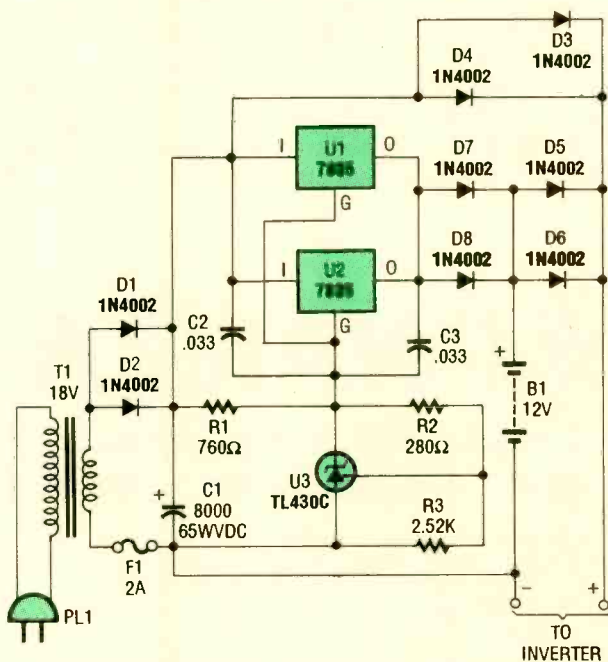 D3
1N4002
D4
1N4002
I
U1
O
D7
1N4002
D5
1N4002
G
I
U2
O
D8
1N4002
D6
1N4002
G
D1
1N4002
C2
.033
C3
.033
+
B1
12V
T1
18V
D2
1N4002
R1
760Ω
R2
280Ω
+
C1
8000
65WVDC
U3
TL430C
R3
2.52K
F1
2A
PL1
- +
TO
INVERTER